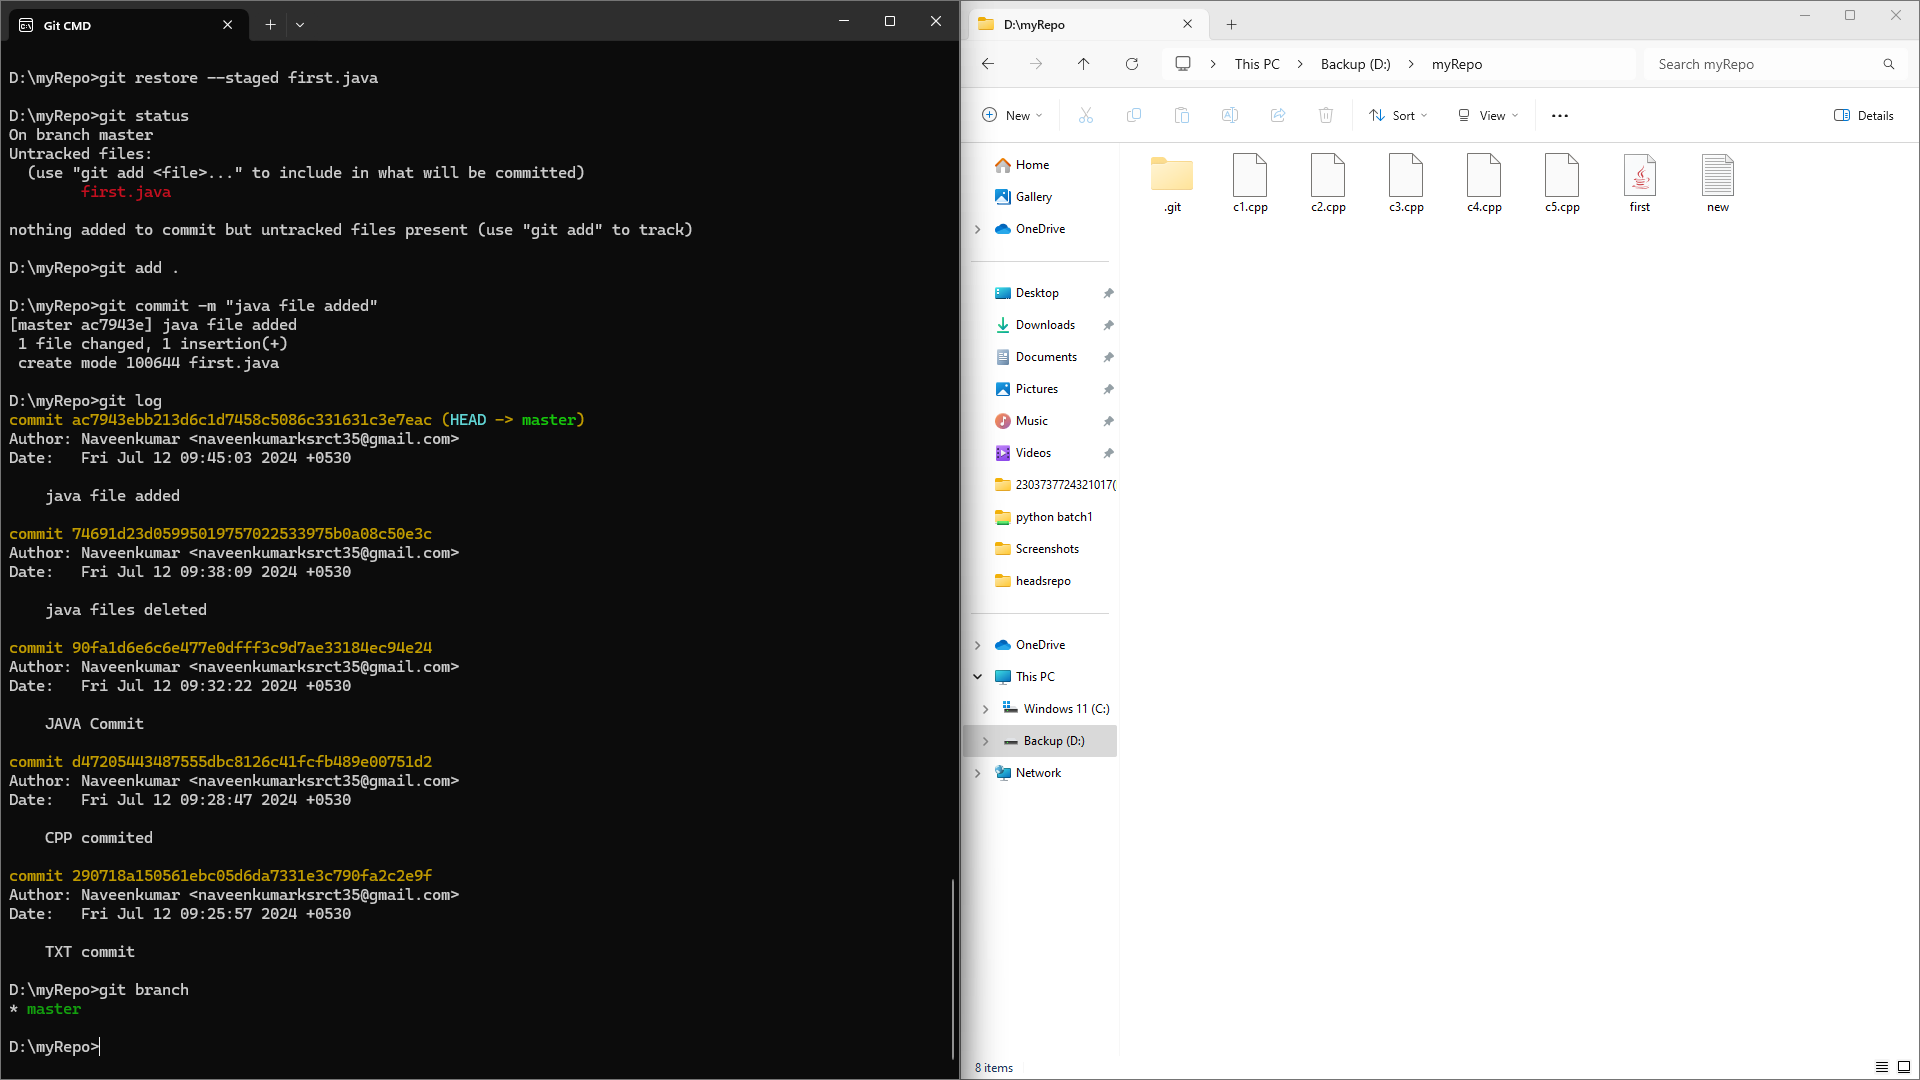 Git CMD
D:\myRepo>git restore --staged first.java
D:\myRepo>git status
On branch master
Untracked files:
(use "git add <file>..." to include in what will be committed)
first.java
nothing added to commit but untracked files present (use "git add" to track)
D:\myRepo>git add .
D:\myRepo>git commit -m "java file added"
[master ac7943e] java file added
1 file changed, 1 insertion(+)
create mode 100644 first.java
D:\myRepo>git log
commit ac7943ebb213d6c1d7458c5086c331631c3e7eac (HEAD -> master)
Author: Naveenkumar <naveenkumarksrct35@gmail.com>
Date:   Fri Jul 12 09:45:03 2024 +0530
java file added
commit 74691d23d05995019757022533975b0a08c50e3c
Author: Naveenkumar <naveenkumarksrct35@gmail.com>
Date:   Fri Jul 12 09:38:09 2024 +0530
java files deleted
commit 90fa1d6e6c6e477e0dfff3c9d7ae33184ec94e24
Author: Naveenkumar <naveenkumarksrct35@gmail.com>
Date:   Fri Jul 12 09:32:22 2024 +0530
JAVA Commit
commit d47205443487555dbc8126c41fcfb489e00751d2
Author: Naveenkumar <naveenkumarksrct35@gmail.com>
Date:   Fri Jul 12 09:28:47 2024 +0530
CPP commited
commit 290718a150561ebc05d6da7331e3c790fa2c2e9f
Author: Naveenkumar <naveenkumarksrct35@gmail.com>
Date:   Fri Jul 12 09:25:57 2024 +0530
TXT commit
D:\myRepo>git branch
* master
D:\myRepo>
D:\myRepo
This PC > Backup (D:) > myRepo
Search myRepo
New
Sort
View
Details
Home
Gallery
OneDrive
Desktop
Downloads
Documents
Pictures
Music
Videos
2303737724321017(
python batch1
Screenshots
headsrepo
OneDrive
This PC
Windows 11 (C:)
Backup (D:)
Network
.git
c1.cpp
c2.cpp
c3.cpp
c4.cpp
c5.cpp
first
new
8 items